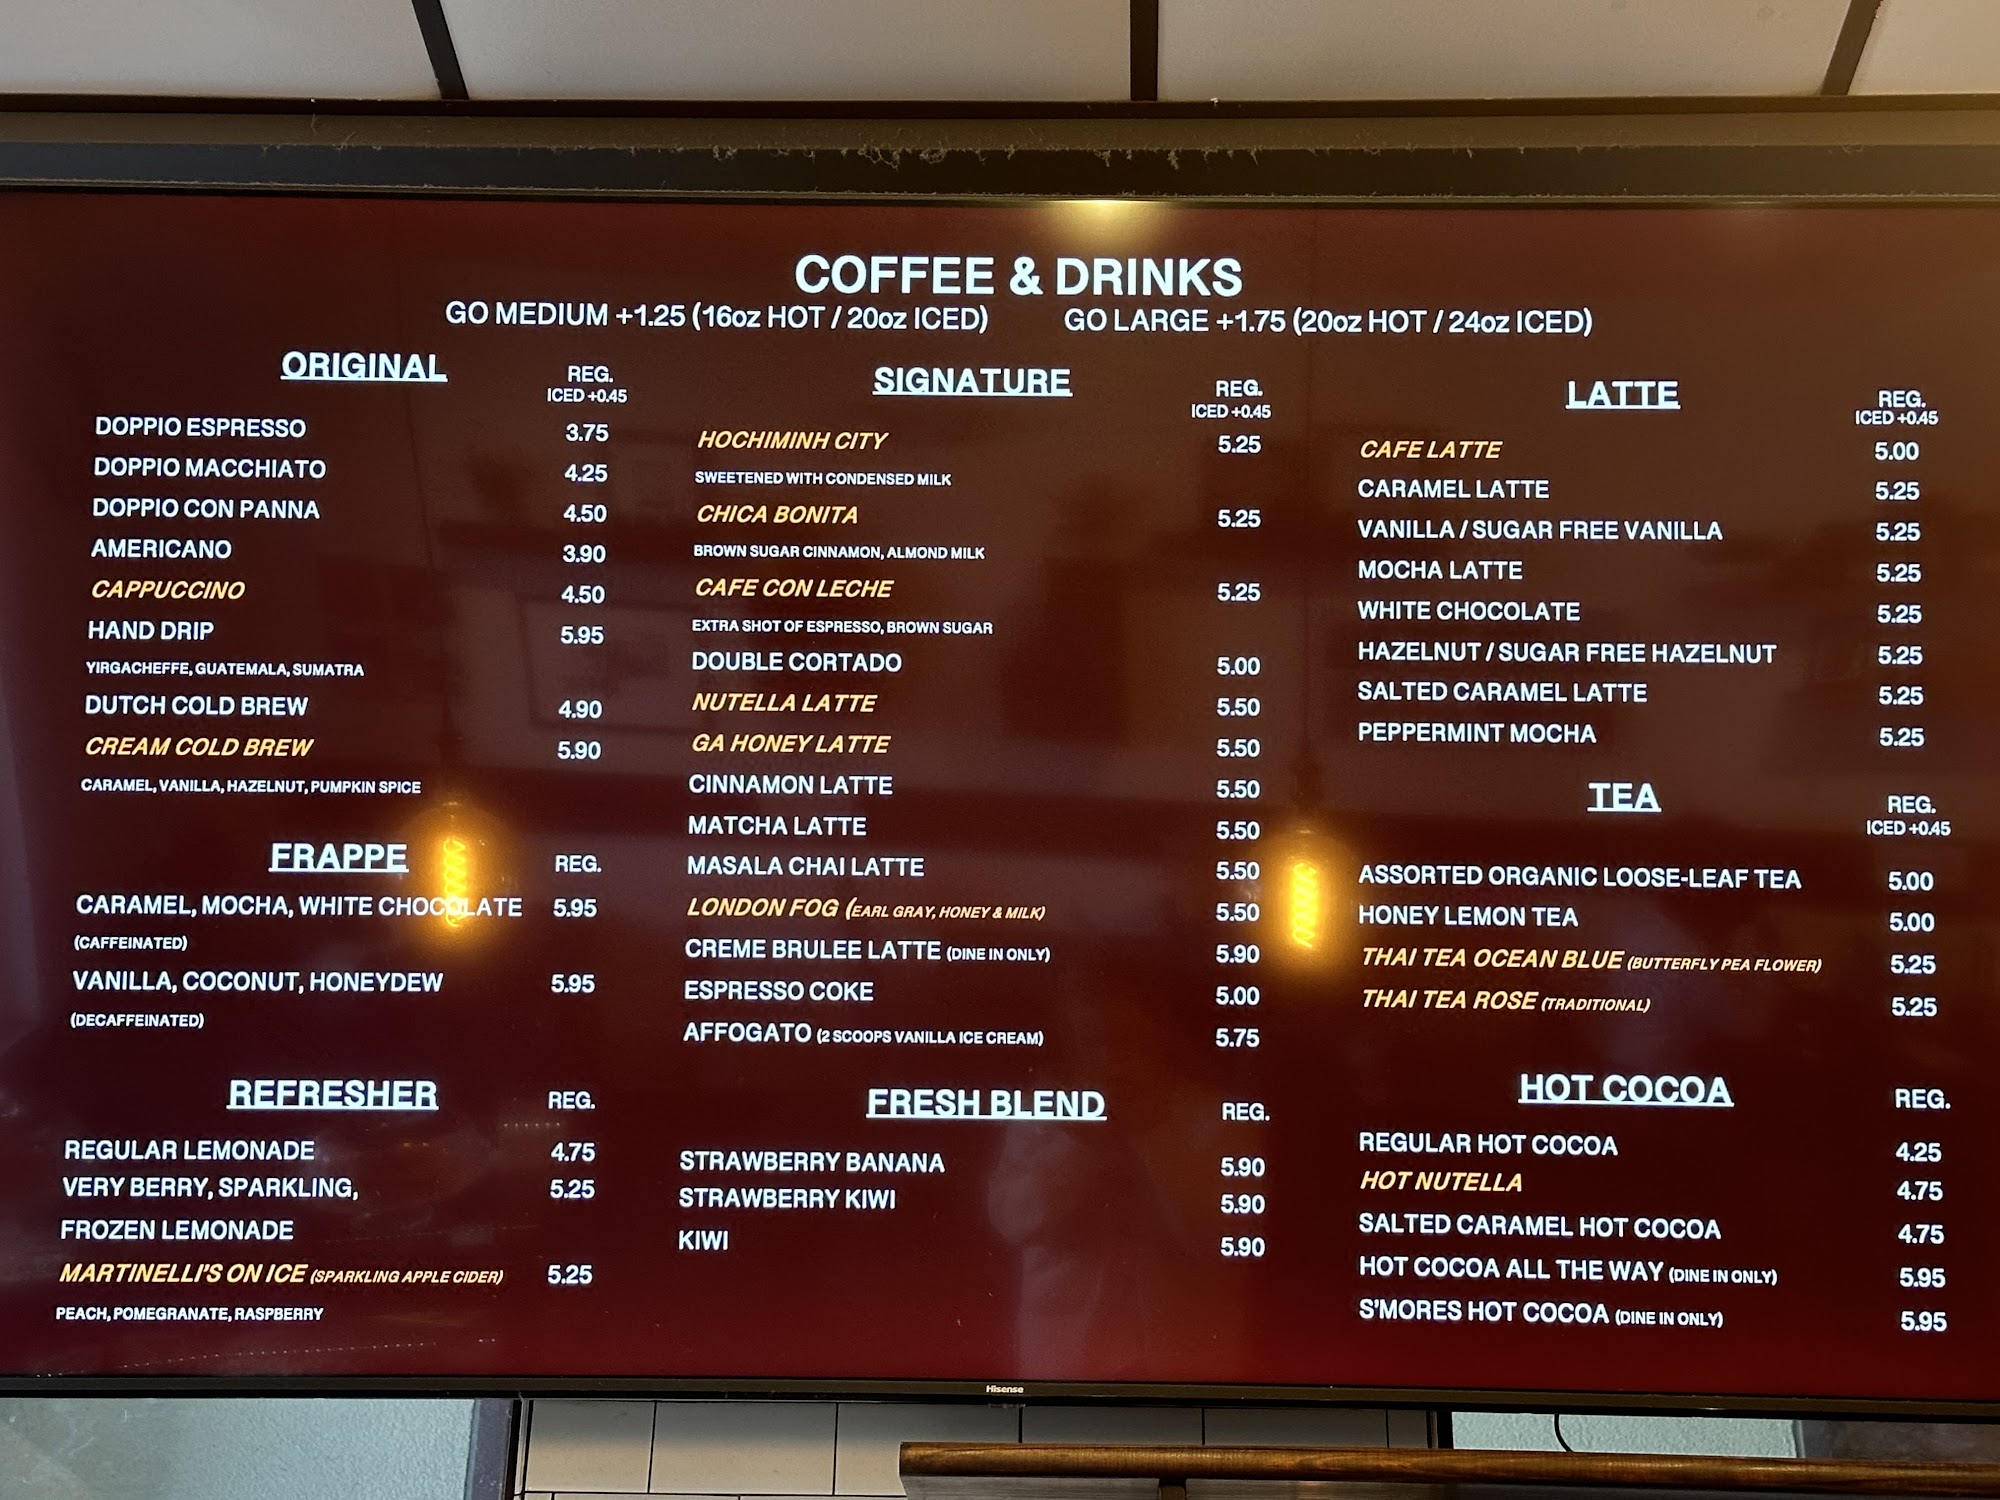 COFFEE & DRINKS
GO MEDIUM +1.25 (16oz HOT / 20oz ICED) GO LARGE +1.75 (20oz HOT / 24oz ICED)
ORIGINAL REG.
ICED +0.45
DOPPIO ESPRESSO 3.75
DOPPIO MACCHIATO 4.25
DOPPIO CON PANNA 4.50
AMERICANO 3.90
CAPPUCCINO 4.50
HAND DRIP 5.95
YIRGACHEFFE, GUATEMALA, SUMATRA
DUTCH COLD BREW 4.90
CREAM COLD BREW 5.90
CARAMEL, VANILLA, HAZELNUT, PUMPKIN SPICE
FRAPPE REG.
CARAMEL, MOCHA, WHITE CHOCOLATE 5.95
(CAFFEINATED)
VANILLA, COCONUT, HONEYDEW 5.95
(DECAFFEINATED)
REFRESHER REG.
REGULAR LEMONADE 4.75
VERY BERRY, SPARKLING, 5.25
FROZEN LEMONADE
MARTINELLI'S ON ICE (SPARKLING APPLE CIDER) 5.25
PEACH, POMEGRANATE, RASPBERRY
SIGNATURE REG.
ICED +0.45
HOCHIMINH CITY 5.25
SWEETENED WITH CONDENSED MILK
CHICA BONITA 5.25
BROWN SUGAR CINNAMON, ALMOND MILK
CAFE CON LECHE 5.25
EXTRA SHOT OF ESPRESSO, BROWN SUGAR
DOUBLE CORTADO 5.00
NUTELLA LATTE 5.50
GA HONEY LATTE 5.50
CINNAMON LATTE 5.50
MATCHA LATTE 5.50
MASALA CHAI LATTE 5.50
LONDON FOG (EARL GRAY, HONEY & MILK) 5.50
CREME BRULEE LATTE (DINE IN ONLY) 5.90
ESPRESSO COKE 5.00
AFFOGATO (2 SCOOPS VANILLA ICE CREAM) 5.75
FRESH BLEND REG.
STRAWBERRY BANANA 5.90
STRAWBERRY KIWI 5.90
KIWI 5.90
LATTE REG.
ICED +0.45
CAFE LATTE 5.00
CARAMEL LATTE 5.25
VANILLA / SUGAR FREE VANILLA 5.25
MOCHA LATTE 5.25
WHITE CHOCOLATE 5.25
HAZELNUT / SUGAR FREE HAZELNUT 5.25
SALTED CARAMEL LATTE 5.25
PEPPERMINT MOCHA 5.25
TEA REG.
ICED +0.45
ASSORTED ORGANIC LOOSE-LEAF TEA 5.00
HONEY LEMON TEA 5.00
THAI TEA OCEAN BLUE (BUTTERFLY PEA FLOWER) 5.25
THAI TEA ROSE (TRADITIONAL) 5.25
HOT COCOA REG.
REGULAR HOT COCOA 4.25
HOT NUTELLA 4.75
SALTED CARAMEL HOT COCOA 4.75
HOT COCOA ALL THE WAY (DINE IN ONLY) 5.95
S'MORES HOT COCOA (DINE IN ONLY) 5.95
Hisense